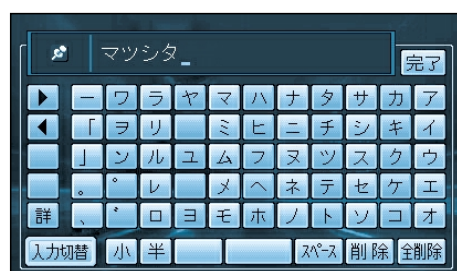 マツシタ_
完了
▶ ー ワ ラ ヤ マ ハ ナ タ サ カ ア
◀ 「 ヲ リ ミ ヒ ニ チ シ キ イ
」 ン ル ユ ム フ ヌ ツ ス ク ウ
。 ゜ レ メ ヘ ネ テ セ ケ エ
詳 、 ゛ ロ ヨ モ ホ ノ ト ソ コ オ
入力切替 小 半 スペース 削除 全削除